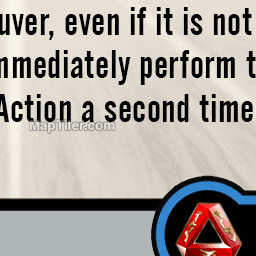 uver, even if it is not
mmediately perform t
Action a second time
MapTiler.com